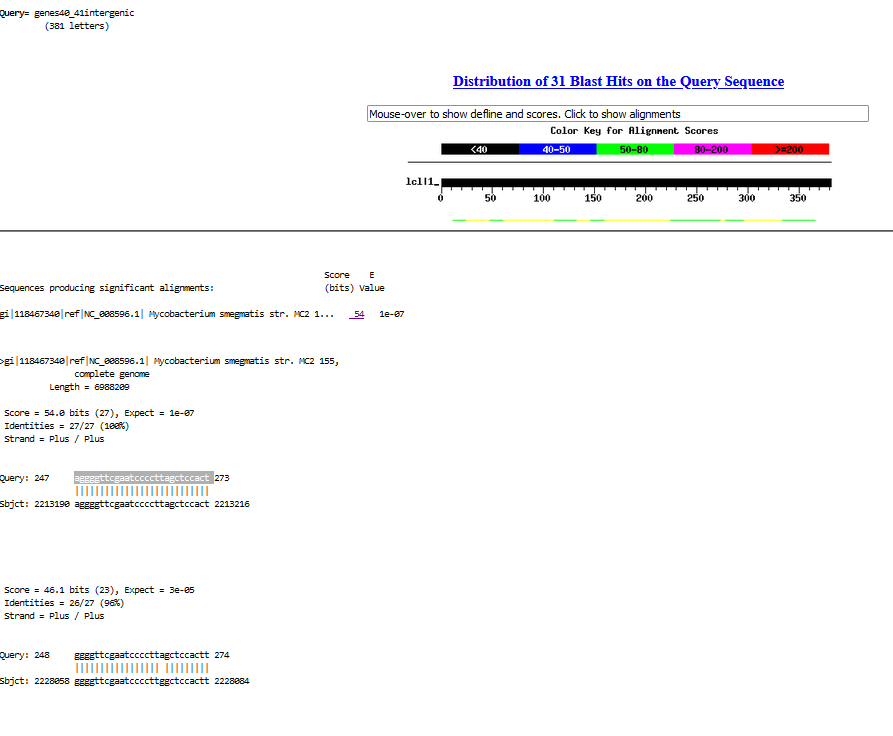 Query= genes40_41intergenic
(381 letters)
Distribution of 31 Blast Hits on the Query Sequence
Mouse-over to show defline and scores. Click to show alignments
Color Key for Alignment Scores
<40 40-50 50-80 80-200 >=200
lcl|1_
0 50 100 150 200 250 300 350
Score E
Sequences producing significant alignments: (bits) Value
gi|118467340|ref|NC_008596.1| Mycobacterium smegmatis str. MC2 1... 54 1e-07
>gi|118467340|ref|NC_008596.1| Mycobacterium smegmatis str. MC2 155,
complete genome
Length = 6988209
Score = 54.0 bits (27), Expect = 1e-07
Identities = 27/27 (100%)
Strand = Plus / Plus
Query: 247 aggggttcgaatccccttagctccact 273
|||||||||||||||||||||||||||
Sbjct: 2213190 aggggttcgaatccccttagctccact 2213216
Score = 46.1 bits (23), Expect = 3e-05
Identities = 26/27 (96%)
Strand = Plus / Plus
Query: 248 ggggttcgaatccccttagctccactt 274
||||||||||||||||| |||||||||
Sbjct: 2228058 ggggttcgaatccccttggctccactt 2228084